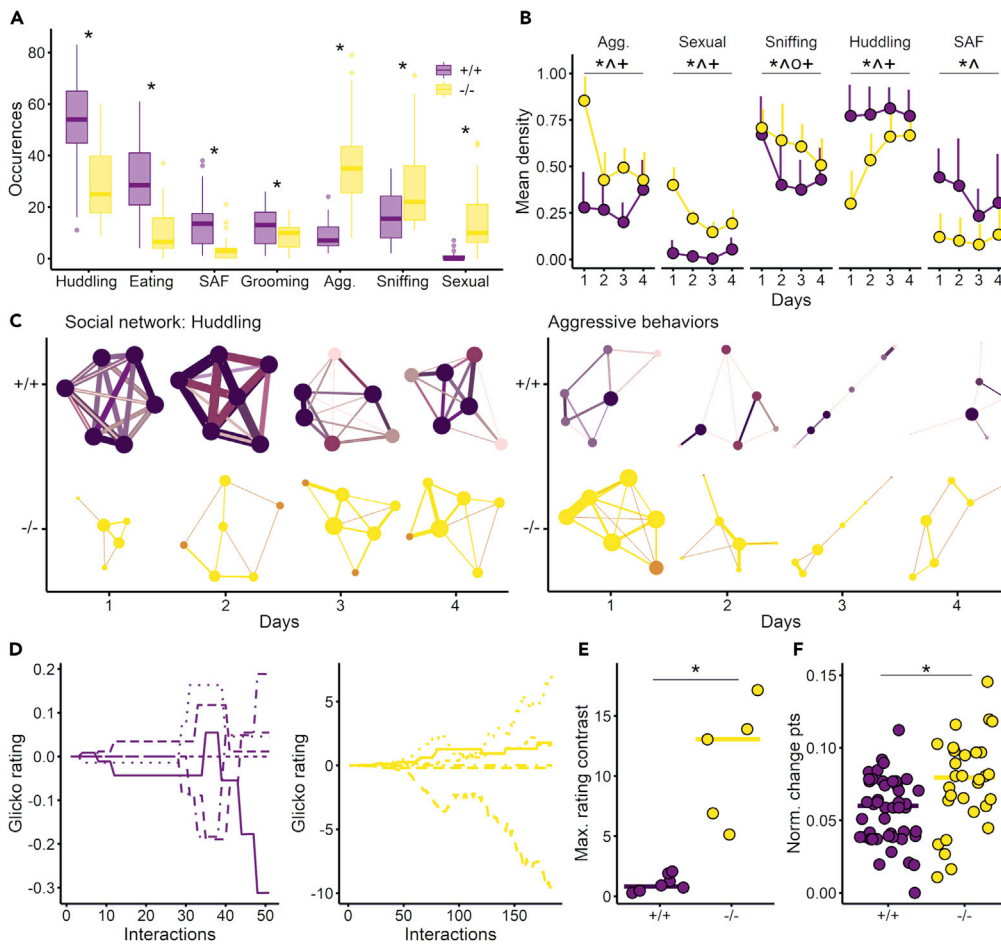 A
Occurences
80
60
40
20
0
* * * * * * *
+/+
-/-
Huddling Eating SAF Grooming Agg. Sniffing Sexual
B
Agg. Sexual Sniffing Huddling SAF
*^+ *^+ *^o+ *^+ *^
Mean density
1.00
0.75
0.50
0.25
0.00
1 2 3 4 1 2 3 4 1 2 3 4 1 2 3 4 1 2 3 4
Days
C
Social network: Huddling
Aggressive behaviors
+/+
-/-
1 2 3 4
Days
+/+
-/-
1 2 3 4
Days
D
Glicko rating
0.2
0.1
0.0
-0.1
-0.2
-0.3
0 10 20 30 40 50
Interactions
Glicko rating
5
0
-5
-10
0 50 100 150
Interactions
E
*
Max. rating contrast
15
10
5
0
+/+ -/-
F
*
Norm. change pts
0.15
0.10
0.05
0.00
+/+ -/-